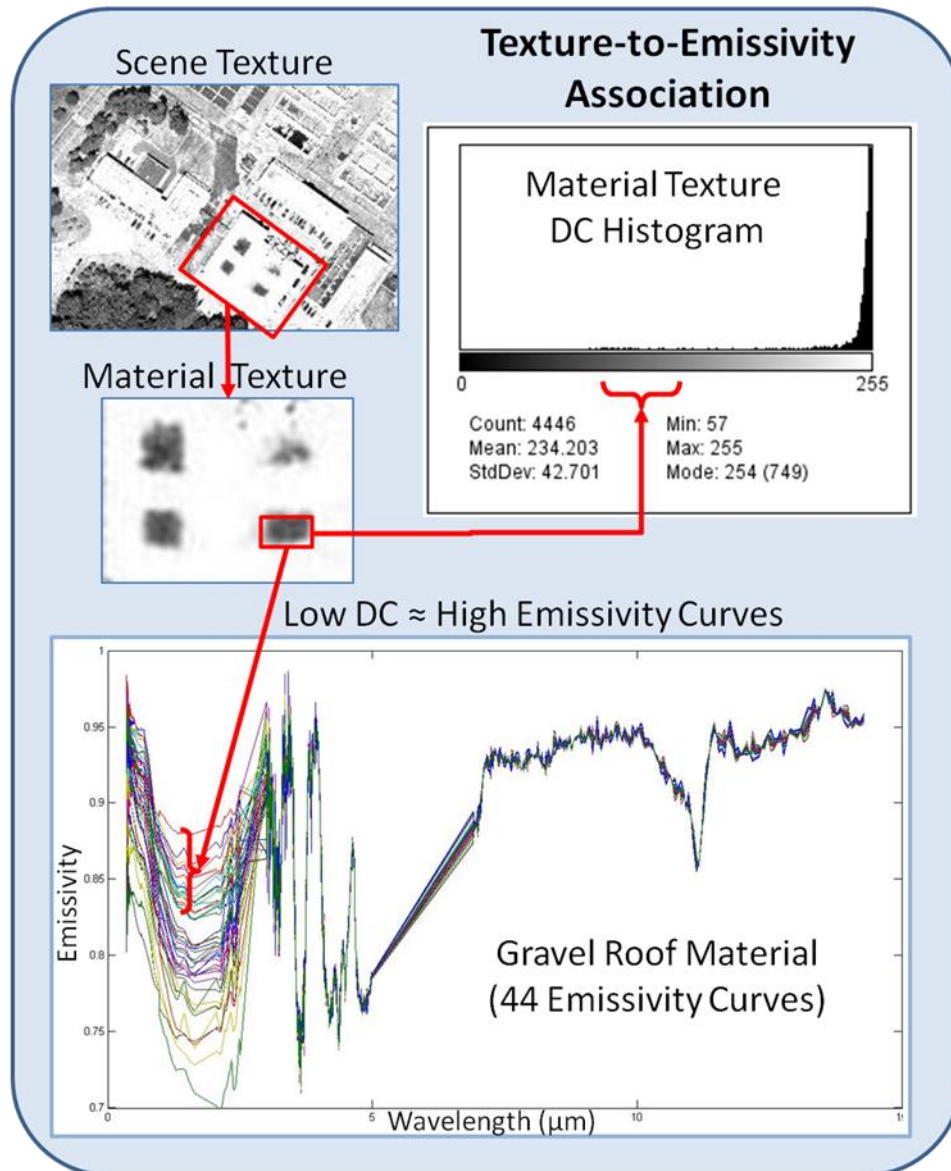 Texture-to-Emissivity
Association
Scene Texture
Material Texture
DC Histogram
0
255
Count: 4446
Min: 57
Mean: 234.203
Max: 255
StdDev: 42.701
Mode: 254 (749)
Material Texture
Low DC ≈ High Emissivity Curves
1
0.95
0.9
0.85
0.8
0.75
0.7
Emissivity
Gravel Roof Material
(44 Emissivity Curves)
0
5
10
Wavelength (µm)